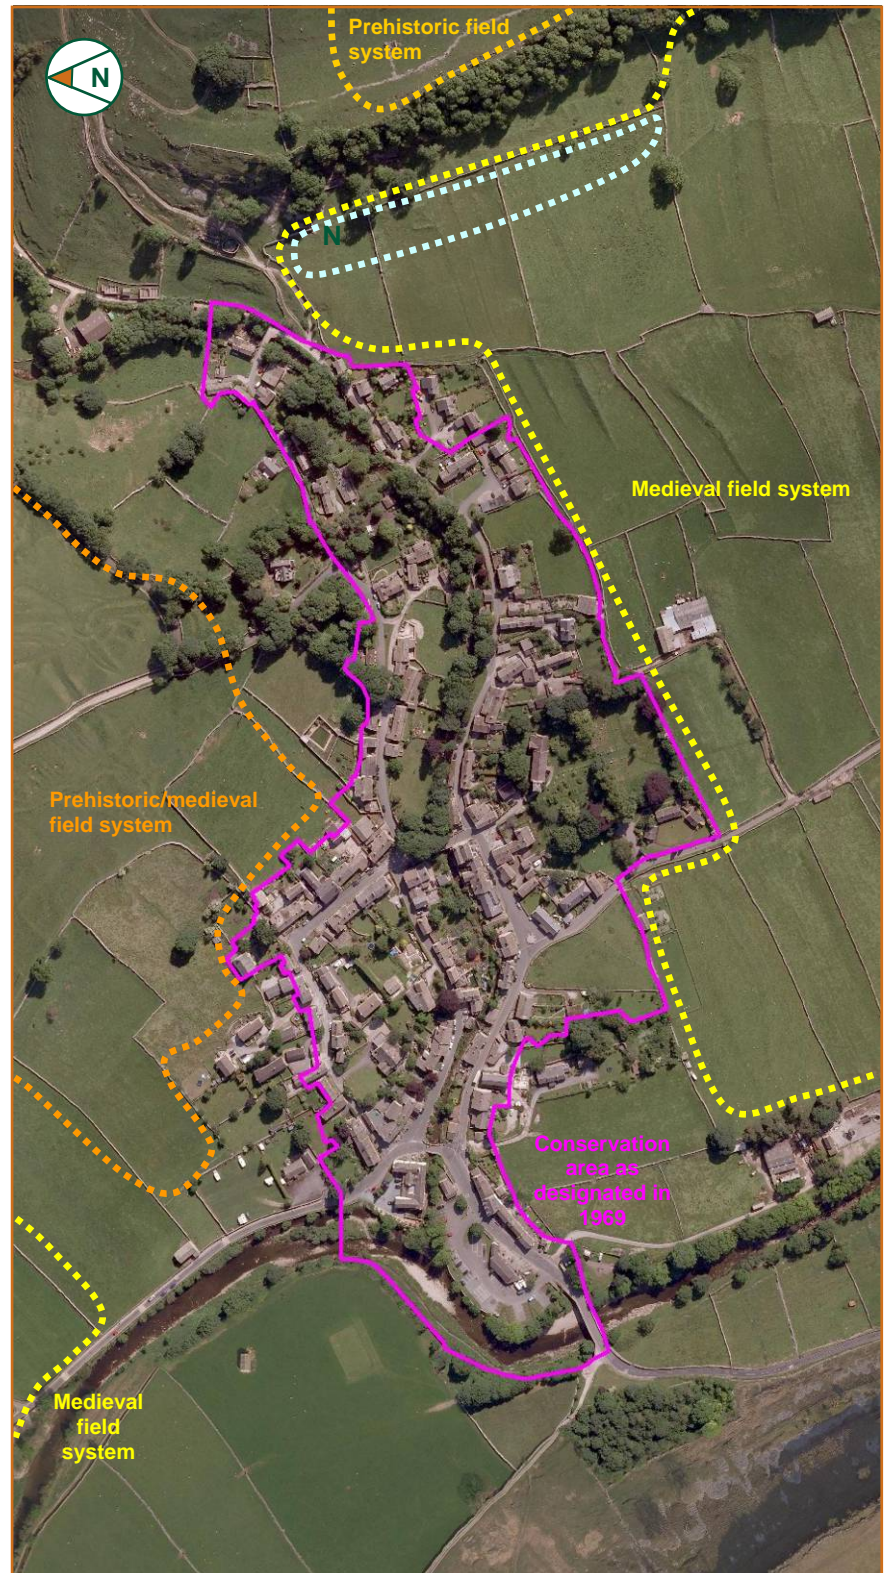 Prehistoric field
system
N
N
Medieval field system
Prehistoric/medieval
field system
Conservation
area as
designated in
1969
Medieval
field
system